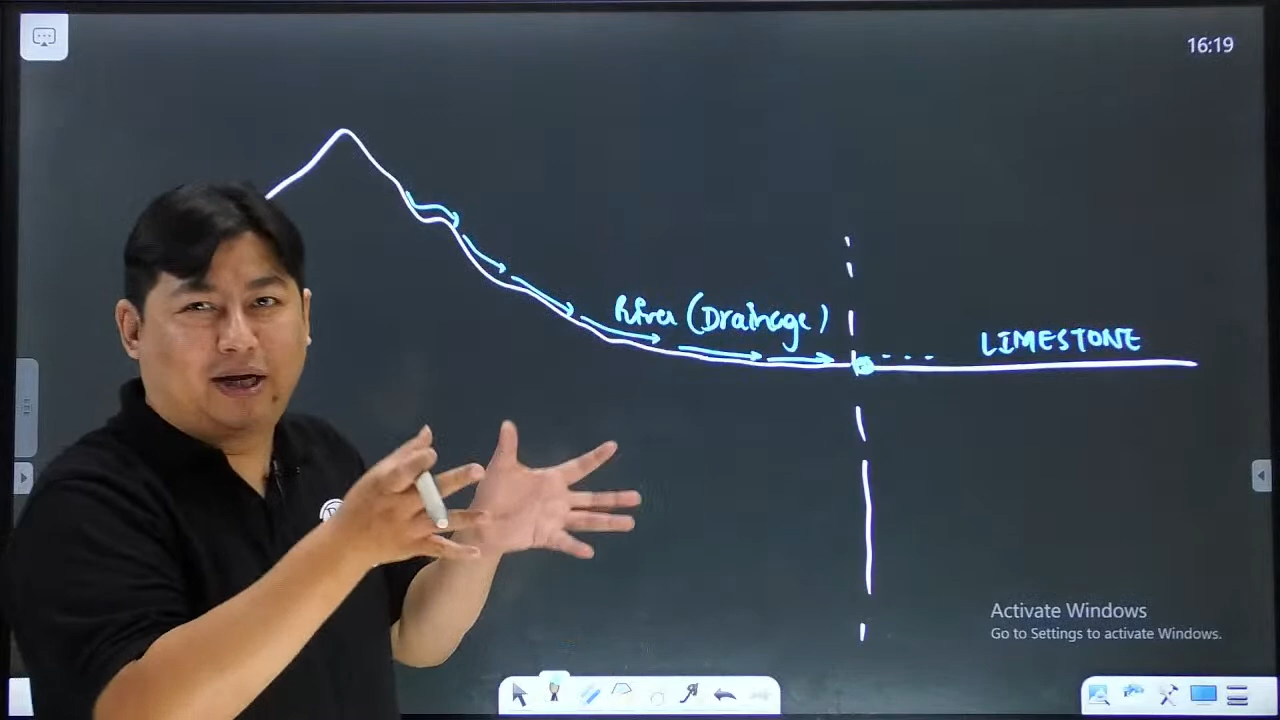 16:19
River (Drainage)
LIMESTONE
Activate Windows
Go to Settings to activate Windows.